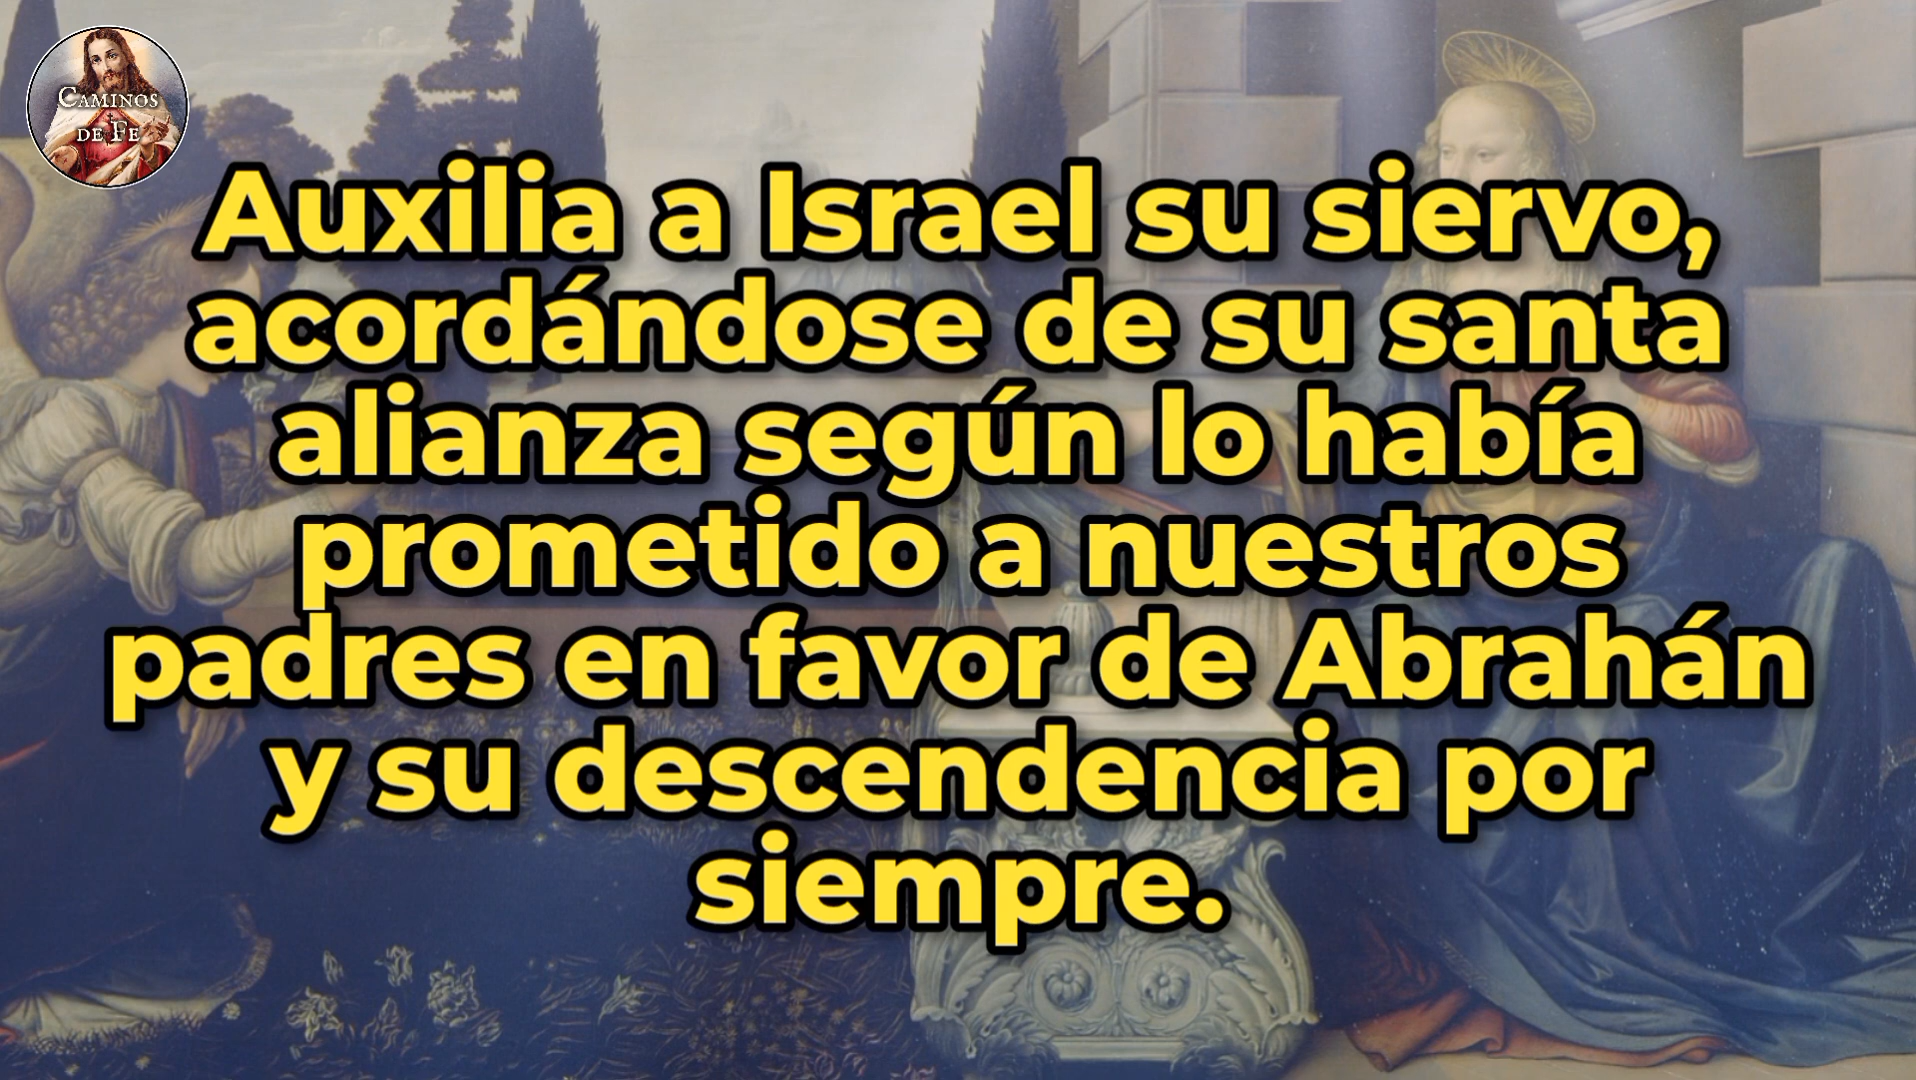 CAMINOS
DE FE
Auxilia a Israel su siervo,
acordándose de su santa
alianza según lo había
prometido a nuestros
padres en favor de Abrahán
y su descendencia por
siempre.